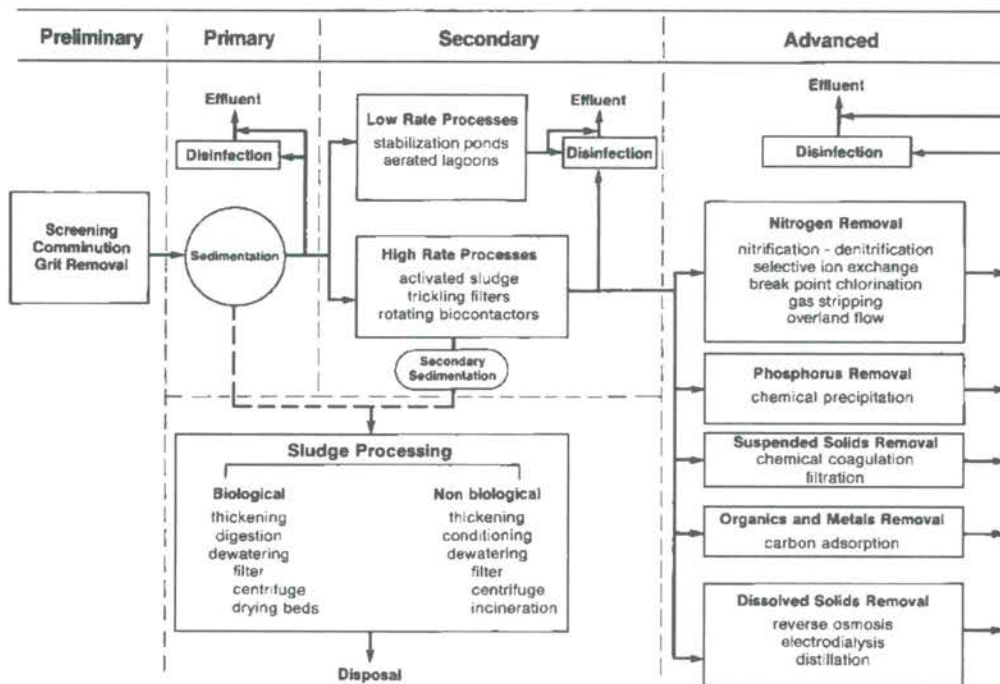 Preliminary
Primary
Secondary
Advanced
Effluent
Disinfection
Low Rate Processes
stabilization ponds
aerated lagoons
Effluent
Disinfection
Effluent
Disinfection
Screening
Comminution
Grit Removal
Sedimentation
High Rate Processes
activated sludge
trickling filters
rotating biocontactors
Secondary
Sedimentation
Nitrogen Removal
nitrification - denitrification
selective ion exchange
break point chlorination
gas stripping
overland flow
Phosphorus Removal
chemical precipitation
Suspended Solids Removal
chemical coagulation
filtration
Organics and Metals Removal
carbon adsorption
Dissolved Solids Removal
reverse osmosis
electrodialysis
distillation
Sludge Processing
Biological
thickening
digestion
dewatering
filter
centrifuge
drying beds
Non biological
thickening
conditioning
dewatering
filter
centrifuge
incineration
Disposal